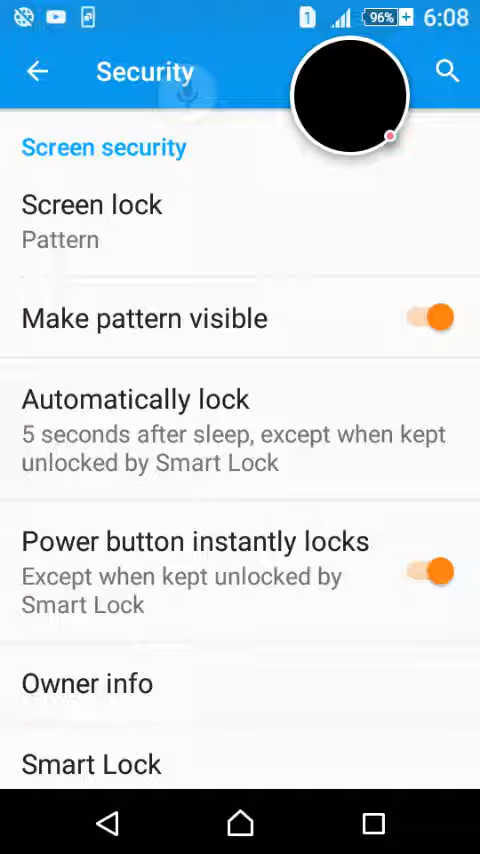 1
96%
6:08
Security
Screen security
Screen lock
Pattern
Make pattern visible
Automatically lock
5 seconds after sleep, except when kept
unlocked by Smart Lock
Power button instantly locks
Except when kept unlocked by
Smart Lock
Owner info
Smart Lock